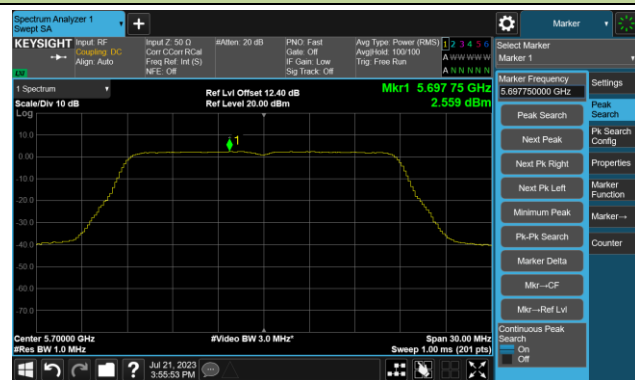 Spectrum Analyzer 1
Swept SA
+
Marker
KEYSIGHT
Input: RF
Coupling: DC
Align: Auto
Input Z: 50 Ω
Corr CCorr RCal
Freq Ref: Int (S)
NFE: Off
#Atten: 20 dB
PNO: Fast
Gate: Off
IF Gain: Low
Sig Track: Off
Avg Type: Power (RMS)
Avg|Hold: 100/100
Trig: Free Run
1 2 3 4 5 6
A W W W W W
A N N N N N
Select Marker
Marker 1
LXI
1 Spectrum
Scale/Div 10 dB
Log
Ref Lvl Offset 12.40 dB
Ref Level 20.00 dBm
Mkr1 5.697 75 GHz
2.559 dBm
1
10.0
0.00
-10.0
-20.0
-30.0
-40.0
-50.0
-60.0
-70.0
Center 5.70000 GHz
#Res BW 1.0 MHz
#Video BW 3.0 MHz*
Span 30.00 MHz
Sweep 1.00 ms (201 pts)
Marker Frequency
5.697750000 GHz
Peak Search
Next Peak
Next Pk Right
Next Pk Left
Minimum Peak
Pk-Pk Search
Marker Delta
Mkr→CF
Mkr→Ref Lvl
Continuous Peak
Search
On
Off
Settings
Peak
Search
Pk Search
Config
Properties
Marker
Function
Marker→
Counter
?
Jul 21, 2023
3:55:53 PM